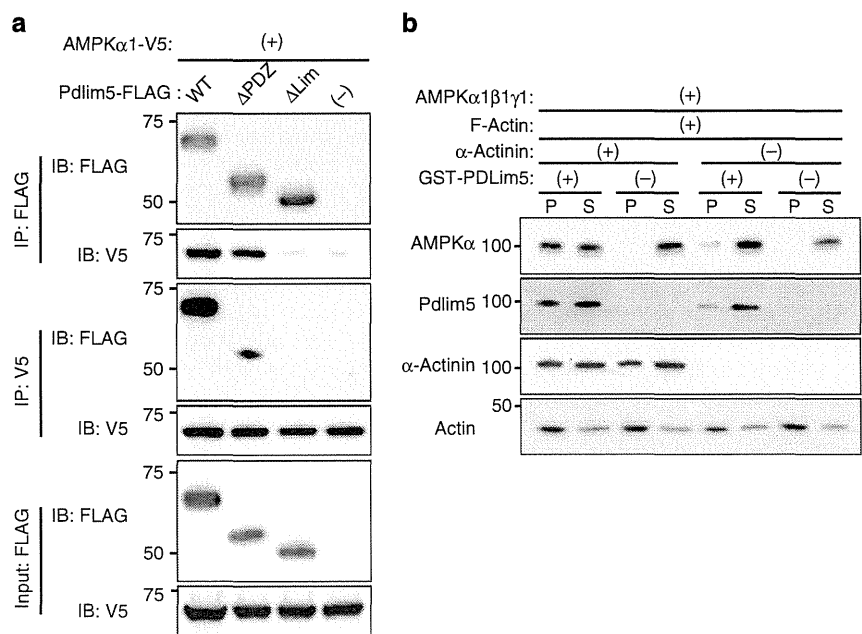 a
AMPKα1-V5: (+)
Pdlim5-FLAG : WT ΔPDZ ΔLim (–)
IP: FLAG
IB: FLAG
75
50
IB: V5
75
IP: V5
IB: FLAG
75
50
IB: V5
75
Input: FLAG
IB: FLAG
75
50
IB: V5
75
b
AMPKα1β1γ1: (+)
F-Actin: (+)
α-Actinin: (+) (–)
GST-PDLim5: (+) (–) (+) (–)
P S P S P S P S
AMPKα 100
Pdlim5 100
α-Actinin 100
50
Actin